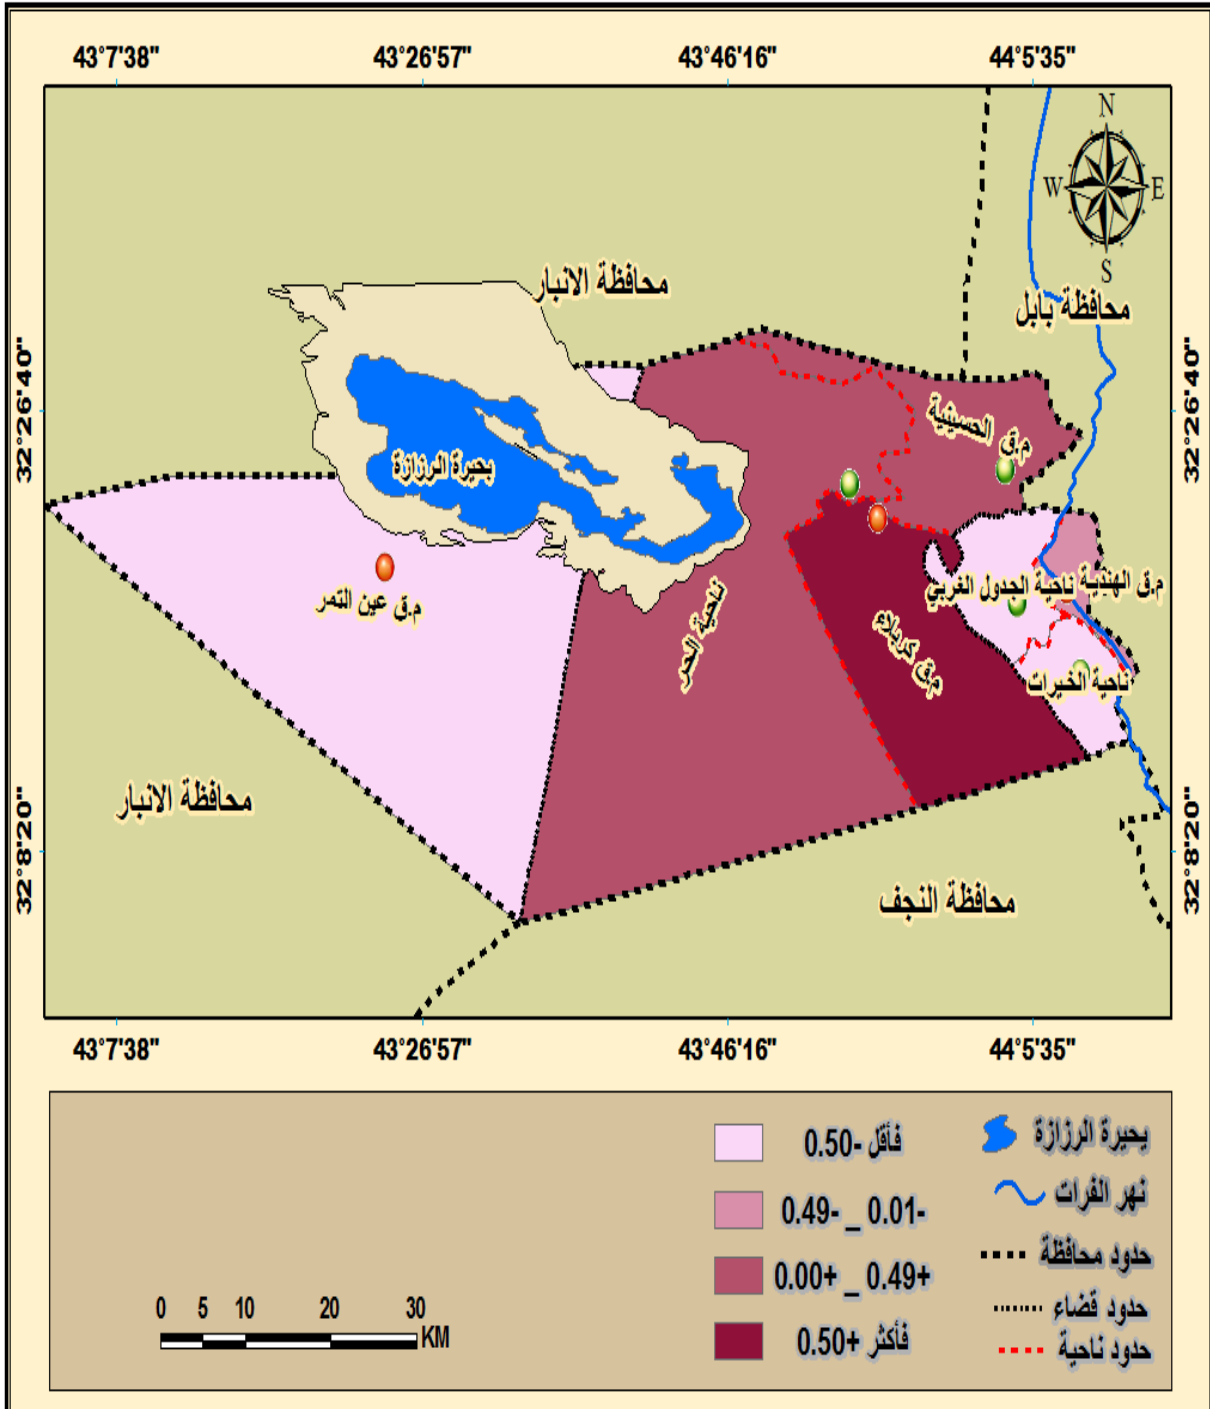 43°7'38" 43°26'57" 43°46'16" 44°5'35"
N
W E
S
محافظة الانبار
محافظة بابل
32°26'40" 32°26'40"
م.ق الحسينية
بحيرة الرزازة
م.ق عين التمر
ناحية الحر
م.ق كربلاء
ناحية الجدول الغربي
م.ق الهندية
ناحية الخيرات
محافظة الانبار
محافظة النجف
32°8'20" 32°8'20"
43°7'38" 43°26'57" 43°46'16" 44°5'35"
بحيرة الرزازة
نهر الفرات
حدود محافظة
حدود قضاء
حدود ناحية
فأقل -0.50
0.49- _ 0.01-
0.00+ _ 0.49+
فأكثر +0.50
0 5 10 20 30
KM